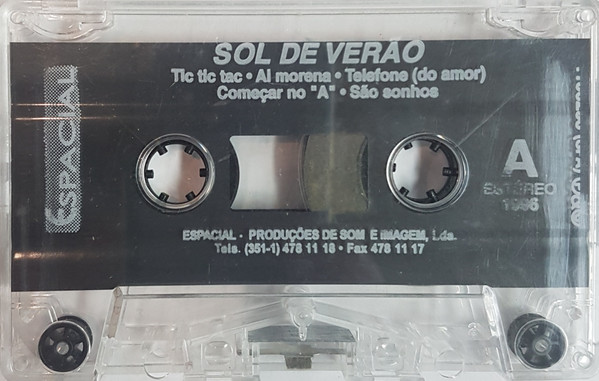 SOL DE VERÃO
Tic tic tac • Ai morena • Telefone (do amor)
Começar no "A" • São sonhos
ESPACIAL
A
ESTÉREO
1996
ESPACIAL - PRODUÇÕES DE SOM E IMAGEM, Lda.
Tels. (351-1) 478 11 18 • Fax 478 11 17